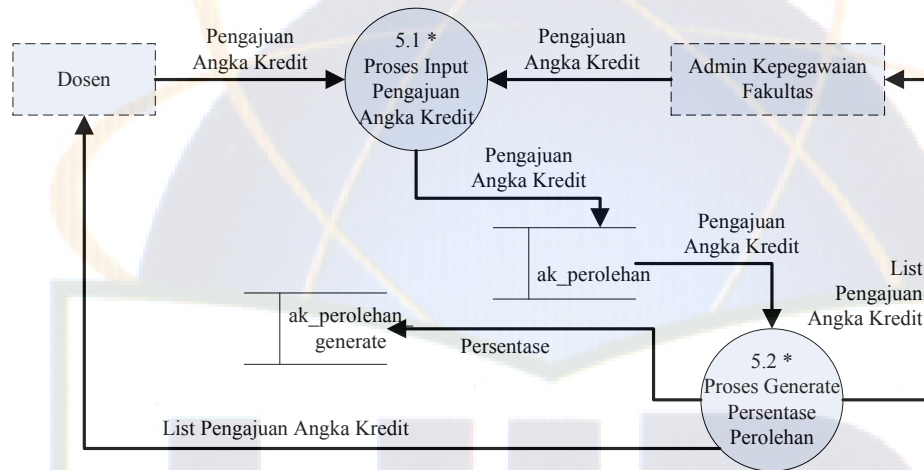 Dosen
Pengajuan
Angka Kredit
5.1 *
Proses Input
Pengajuan
Angka Kredit
Pengajuan
Angka Kredit
Admin Kepegawaian
Fakultas
Pengajuan
Angka Kredit
ak_perolehan
Pengajuan
Angka Kredit
List
Pengajuan
Angka Kredit
ak_perolehan_
generate
Persentase
5.2 *
Proses Generate
Persentase
Perolehan
List Pengajuan Angka Kredit